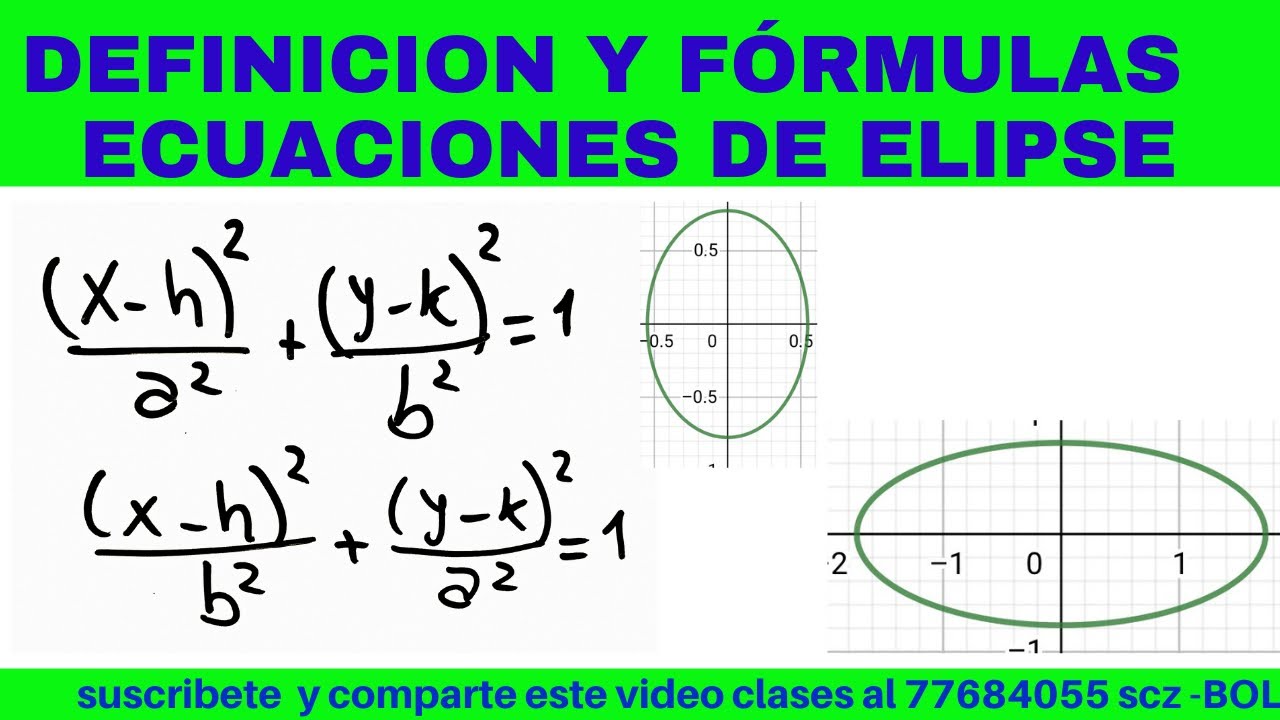 DEFINICION Y FÓRMULAS
ECUACIONES DE ELIPSE
(x-h)²/a² + (y-k)²/b² = 1
(x-h)²/b² + (y-k)²/a² = 1
0.5
-0.5 0 0.5
-0.5
-2 -1 0 1
-1
suscribete y comparte este video clases al 77684055 scz -BOL